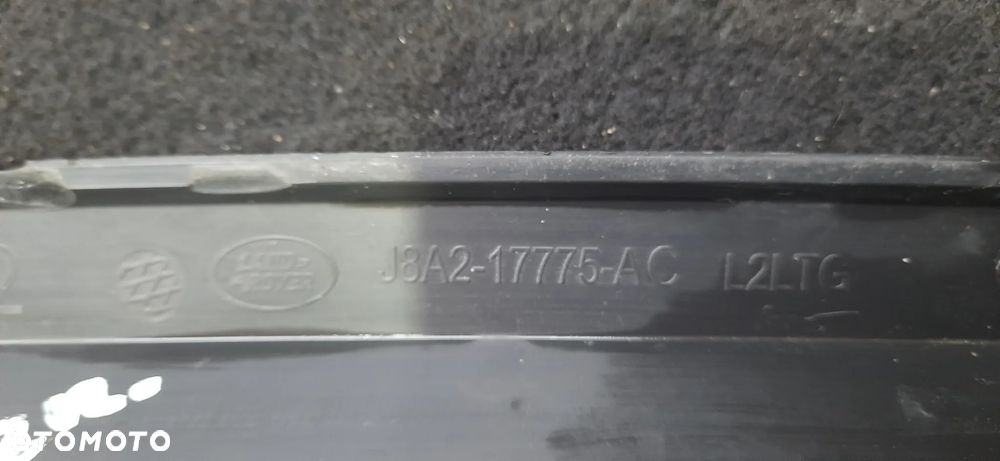 LAND ROVER J8A2-17775-AC L2LTG
OTOMOTO